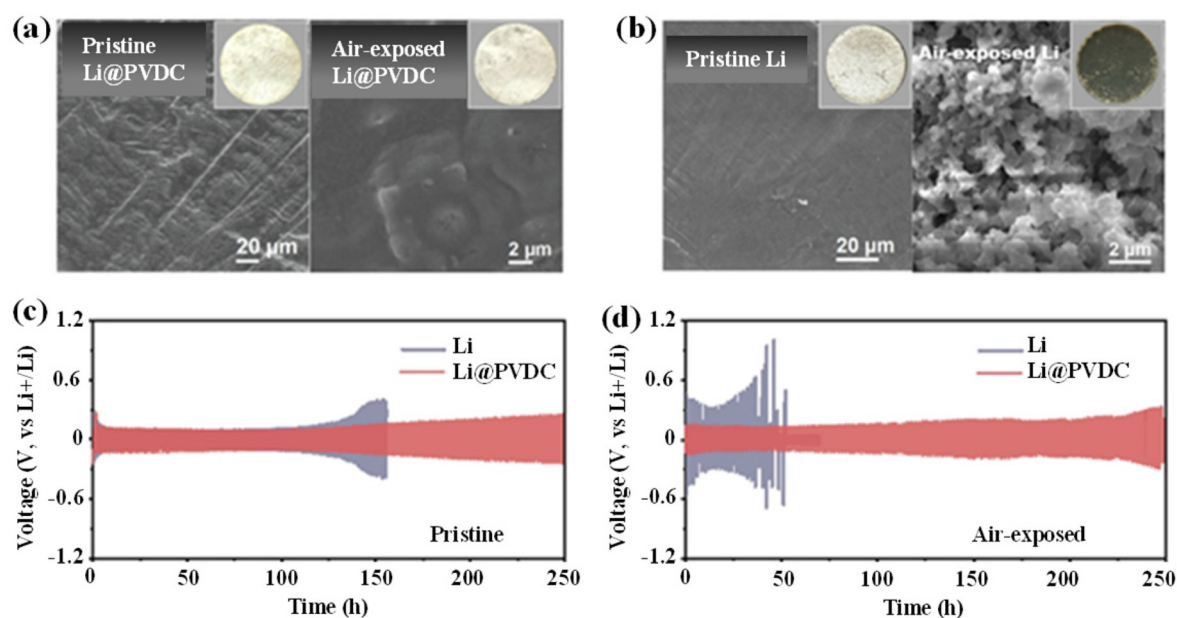 (a)
Pristine
Li@PVDC
20 μm
Air-exposed
Li@PVDC
2 μm
(b)
Pristine Li
20 μm
Air-exposed Li
2 μm
(c)
1.2
0.6
0
-0.6
-1.2
Voltage (V, vs Li+/Li)
Li
Li@PVDC
Pristine
0 50 100 150 200 250
Time (h)
(d)
1.2
0.6
0
-0.6
-1.2
Voltage (V, vs Li+/Li)
Li
Li@PVDC
Air-exposed
0 50 100 150 200 250
Time (h)